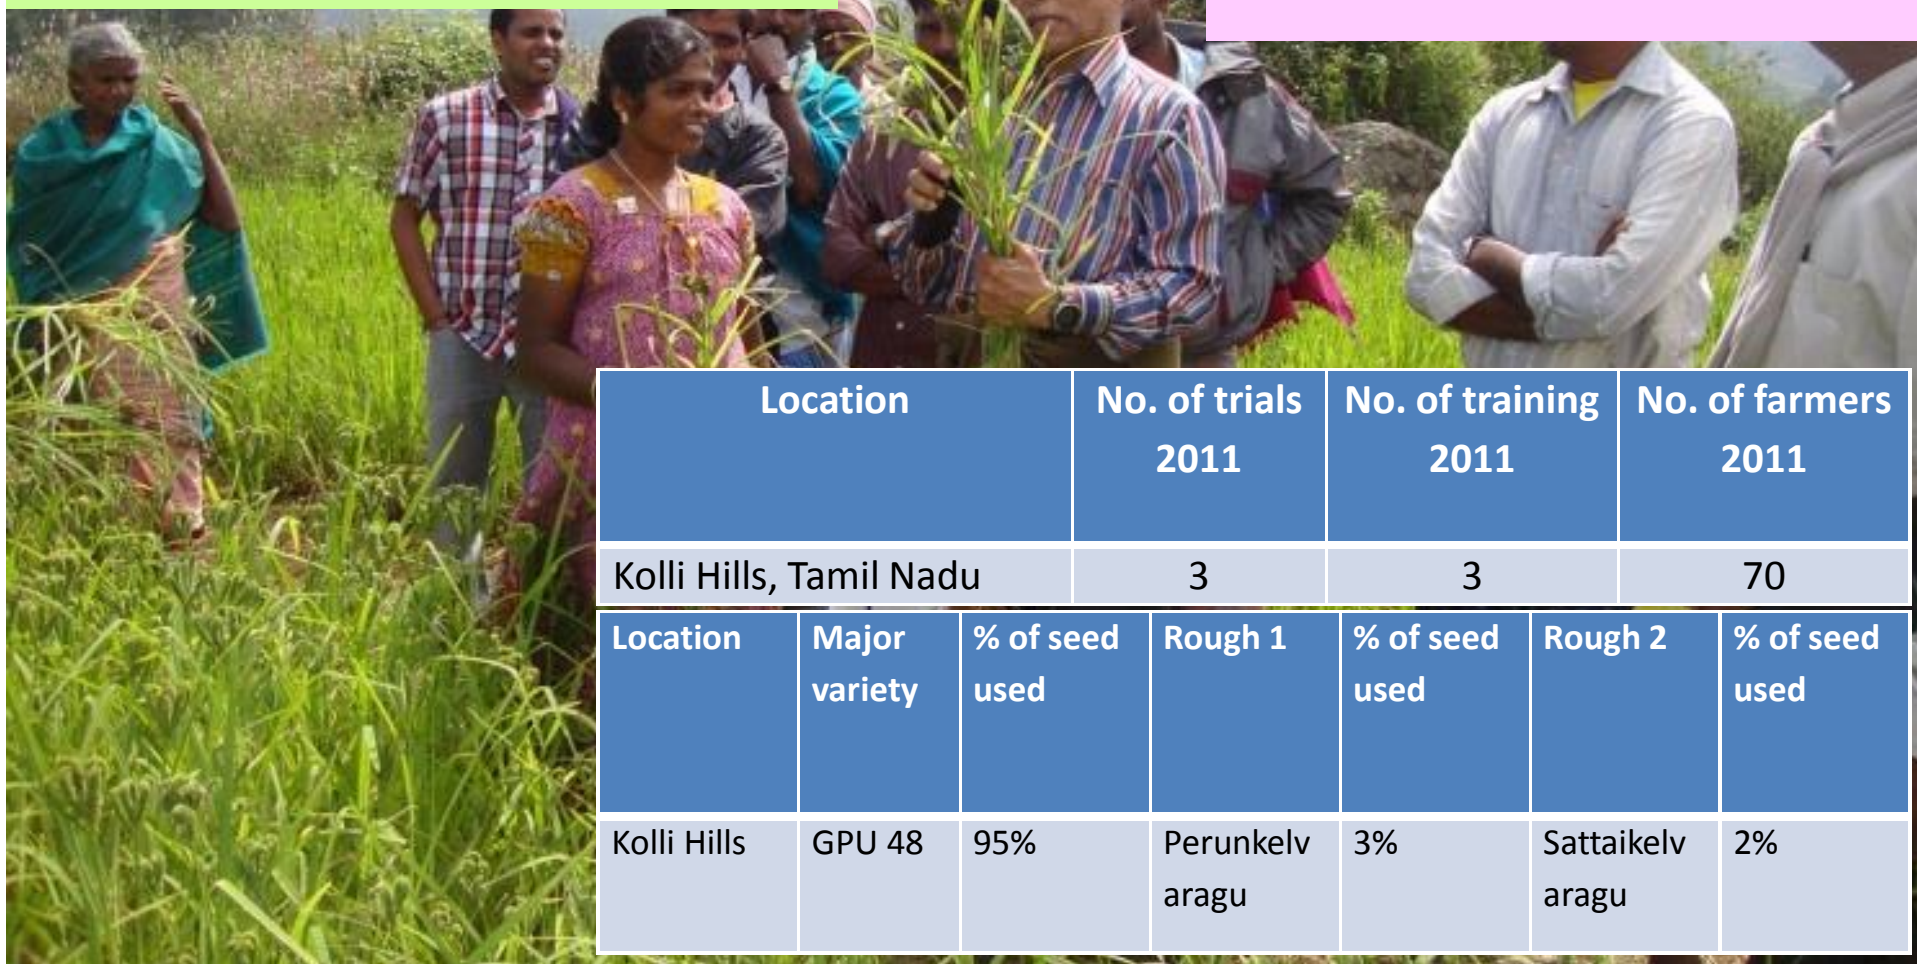 Location No. of trials No. of training No. of farmers
2011 2011 2011
Kolli Hills, Tamil Nadu 3 3 70
Location Major % of seed Rough 1 % of seed Rough 2 % of seed
variety used used used
Kolli Hills GPU 48 95% Perunkelv 3% Sattaikelv 2%
aragu aragu